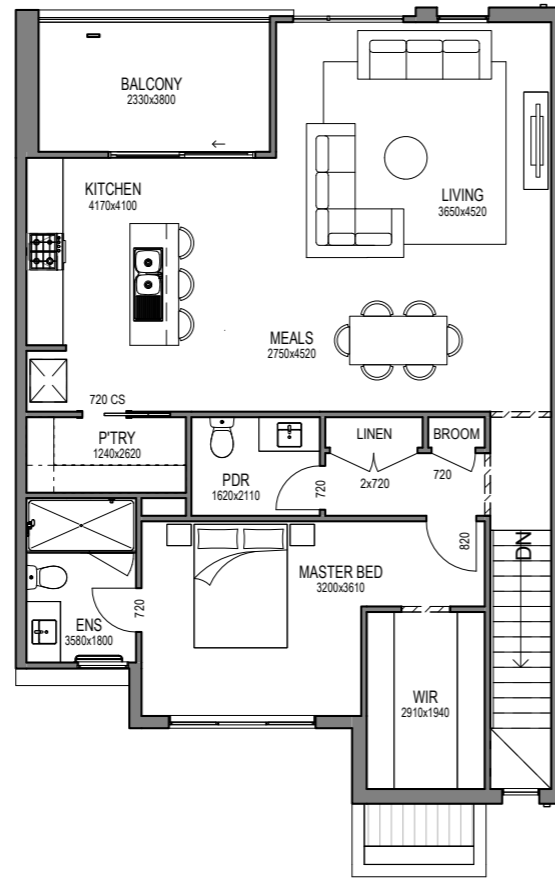 BALCONY
2330x3800
KITCHEN
4170x4100
LIVING
3650x4520
MEALS
2750x4520
720 CS
P'TRY
1240x2620
PDR
1620x2110
720
LINEN
2x720
BROOM
720
820
MASTER BED
3200x3610
720
ENS
3580x1800
WIR
2910x1940
DN